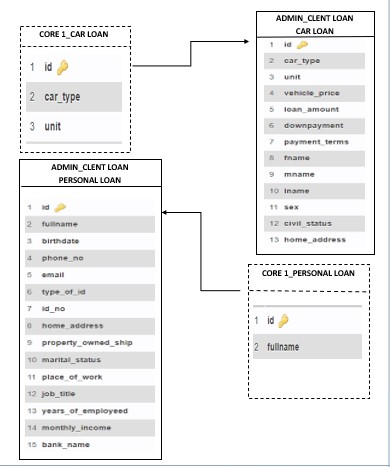 CORE 1_CAR LOAN
1 id
2 car_type
3 unit
ADMIN_CLENT LOAN
CAR LOAN
1 id
2 car_type
3 unit
4 vehicle_price
5 loan_amount
6 downpayment
7 payment_terms
8 fname
9 mname
10 lname
11 sex
12 civil_status
13 home_address
ADMIN_CLENT LOAN
PERSONAL LOAN
1 id
2 fullname
3 birthdate
4 phone_no
5 email
6 type_of_id
7 id_no
8 home_address
9 property_owned_ship
10 marital_status
11 place_of_work
12 job_title
13 years_of_employeed
14 monthly_income
15 bank_name
CORE 1_PERSONAL LOAN
1 id
2 fullname